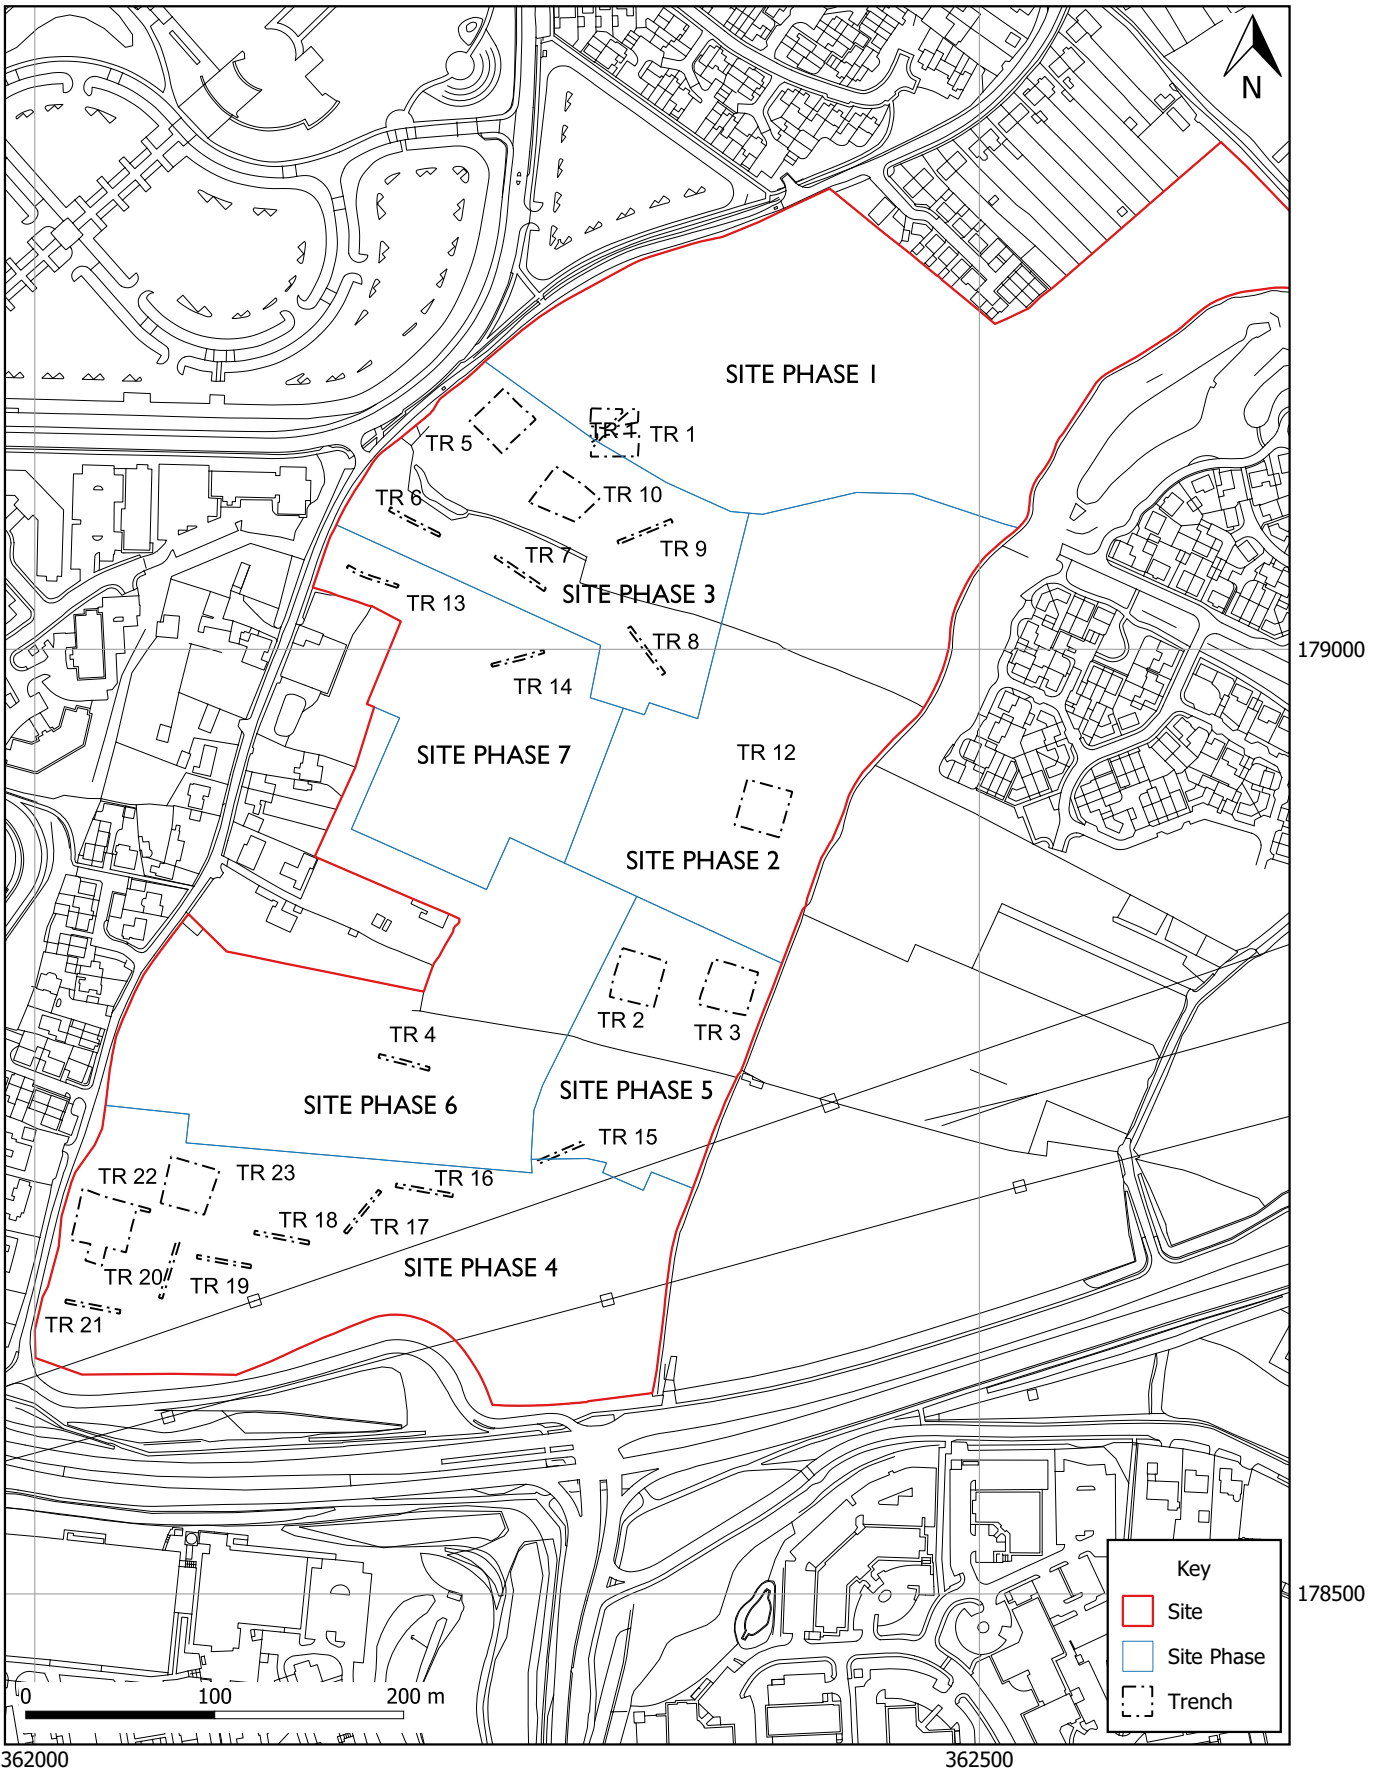 N
SITE PHASE 1
TR 5
TR 1
TR 1
TR 6
TR 10
TR 7
TR 9
SITE PHASE 3
TR 13
TR 8
179000
TR 14
SITE PHASE 7
TR 12
SITE PHASE 2
TR 2
TR 3
TR 4
SITE PHASE 5
SITE PHASE 6
TR 15
TR 22
TR 23
TR 16
TR 18
TR 17
SITE PHASE 4
TR 20
TR 19
TR 21
Key
178500
Site
Site Phase
Trench
0 100 200 m
362000
362500